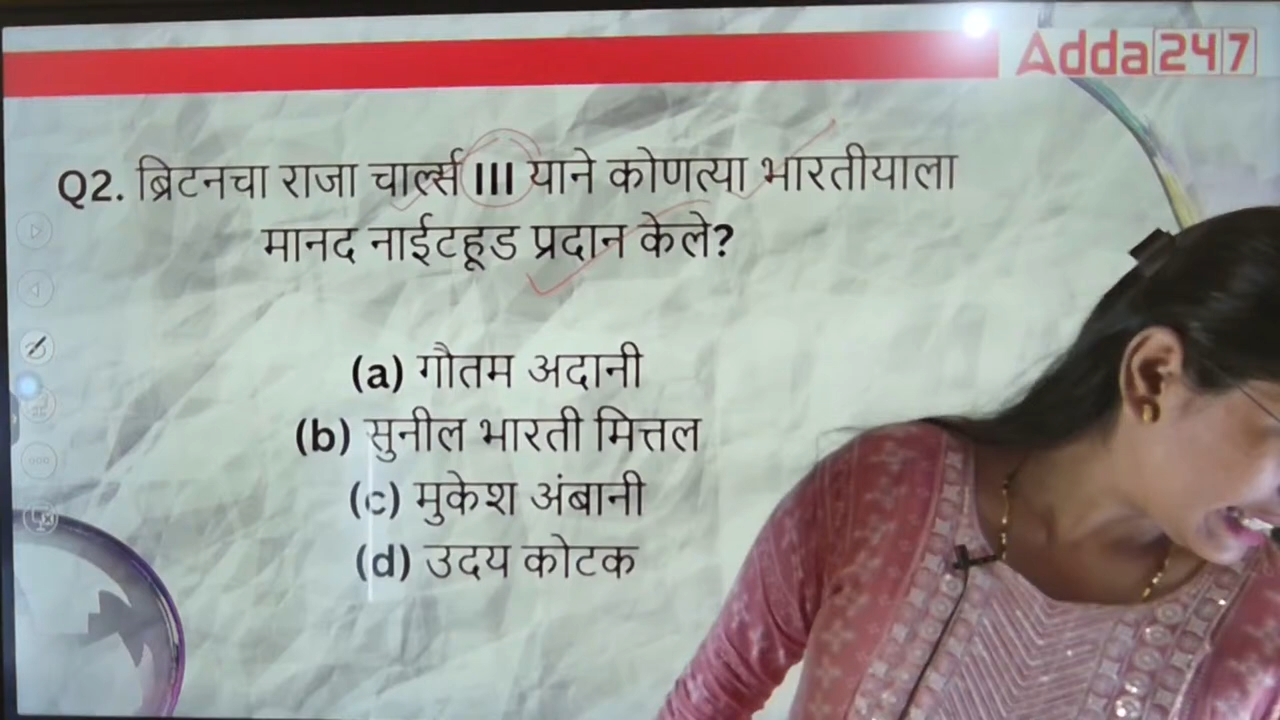 Adda247
Q2. ब्रिटनचा राजा चार्ल्स III याने कोणत्या भारतीयाला
मानद नाईटहूड प्रदान केले?
(a) गौतम अदानी
(b) सुनील भारती मित्तल
(c) मुकेश अंबानी
(d) उदय कोटक